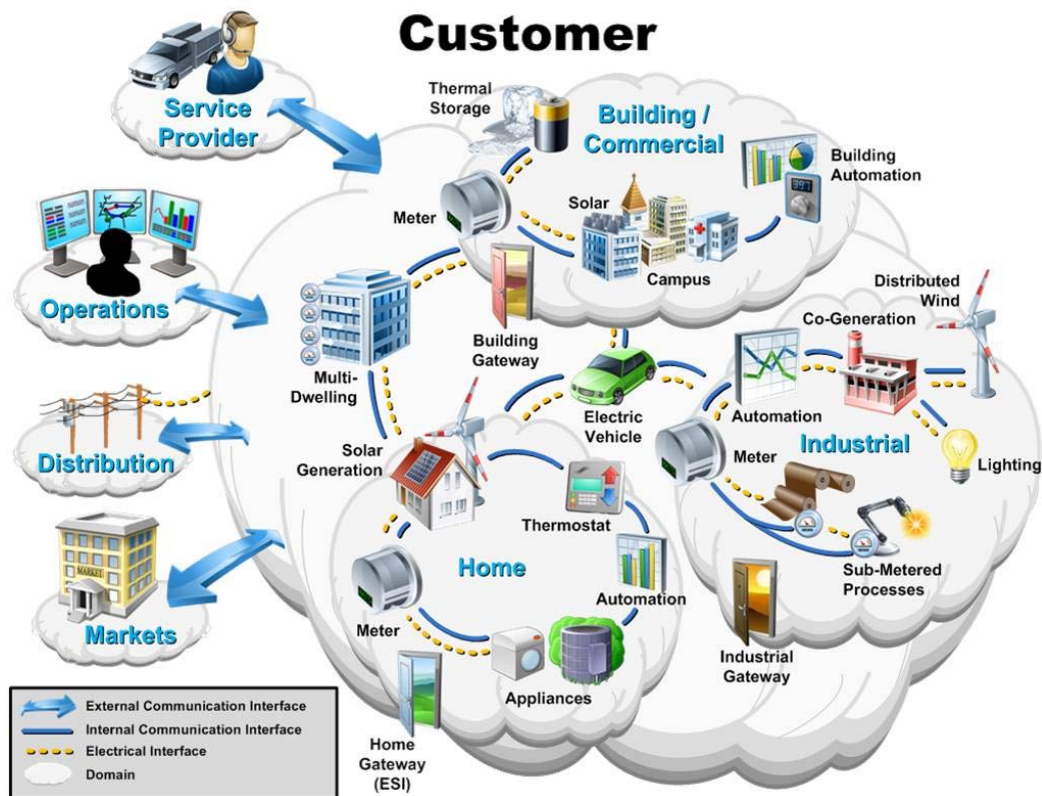 Customer
Service
Provider
Thermal
Storage
Building /
Commercial
Building
Automation
397
Meter
Solar
Campus
Operations
Building
Gateway
Multi-
Dwelling
Distributed
Wind
Co-Generation
Electric
Vehicle
Automation
Industrial
Meter
Lighting
Distribution
Solar
Generation
Thermostat
Sub-Metered
Processes
Home
Automation
Meter
Appliances
Industrial
Gateway
MARKET
Markets
Home
Gateway
(ESI)
External Communication Interface
Internal Communication Interface
Electrical Interface
Domain